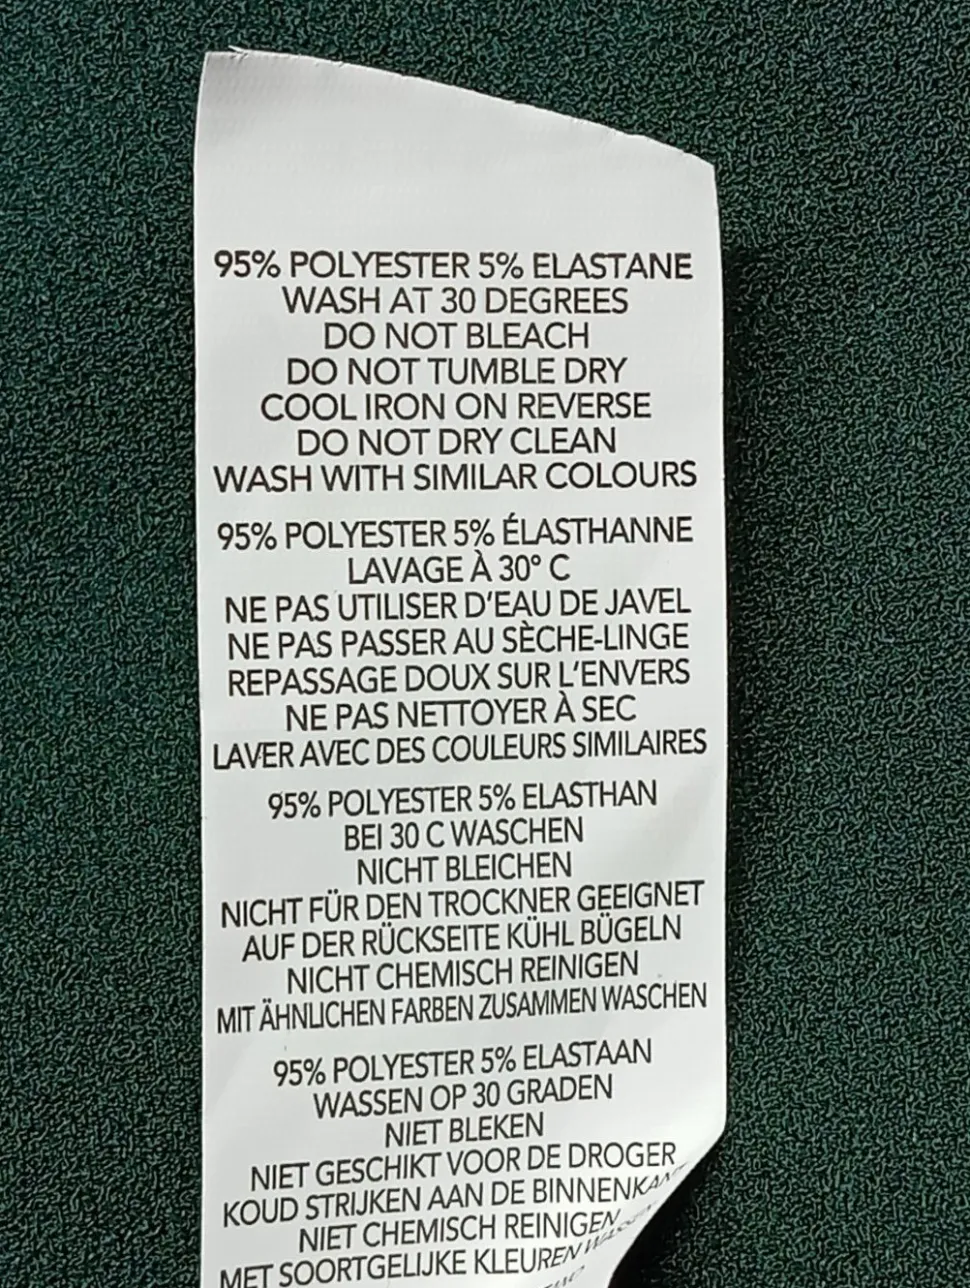 95% POLYESTER 5% ELASTANE
WASH AT 30 DEGREES
DO NOT BLEACH
DO NOT TUMBLE DRY
COOL IRON ON REVERSE
DO NOT DRY CLEAN
WASH WITH SIMILAR COLOURS
95% POLYESTER 5% ÉLASTHANNE
LAVAGE À 30° C
NE PAS UTILISER D'EAU DE JAVEL
NE PAS PASSER AU SÈCHE-LINGE
REPASSAGE DOUX SUR L'ENVERS
NE PAS NETTOYER À SEC
LAVER AVEC DES COULEURS SIMILAIRES
95% POLYESTER 5% ELASTHAN
BEI 30 C WASCHEN
NICHT BLEICHEN
NICHT FÜR DEN TROCKNER GEEIGNET
AUF DER RÜCKSEITE KÜHL BÜGELN
NICHT CHEMISCH REINIGEN
MIT ÄHNLICHEN FARBEN ZUSAMMEN WASCHEN
95% POLYESTER 5% ELASTAAN
WASSEN OP 30 GRADEN
NIET BLEKEN
NIET GESCHIKT VOOR DE DROGER
KOUD STRIJKEN AAN DE BINNENKANT
NIET CHEMISCH REINIGEN
MET SOORTGELIJKE KLEUREN WASSEN